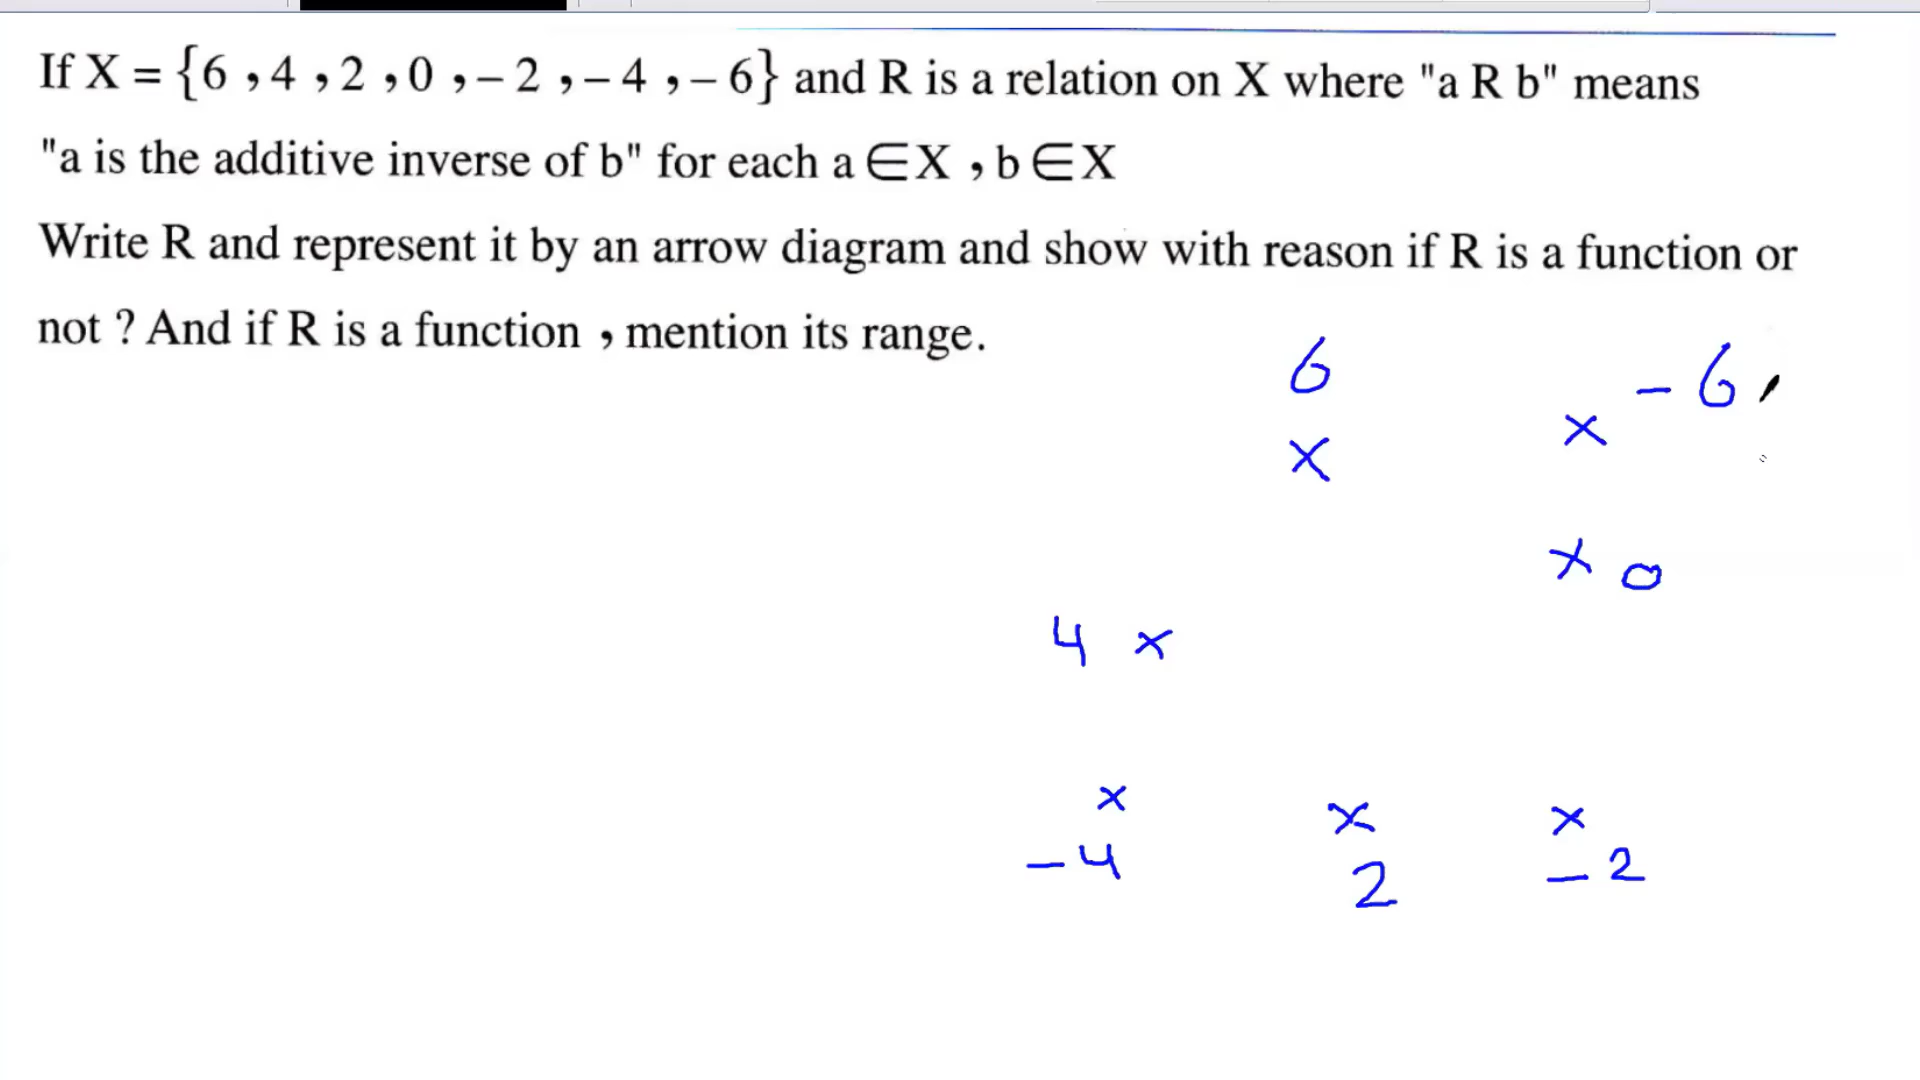 If X = {6 , 4 , 2 , 0 , – 2 , – 4 , – 6} and R is a relation on X where "a R b" means
"a is the additive inverse of b" for each a ∈ X , b ∈ X
Write R and represent it by an arrow diagram and show with reason if R is a function or
not ? And if R is a function , mention its range.
6
x – 6
x
x 0
4 x
x x x
– 4 2 – 2